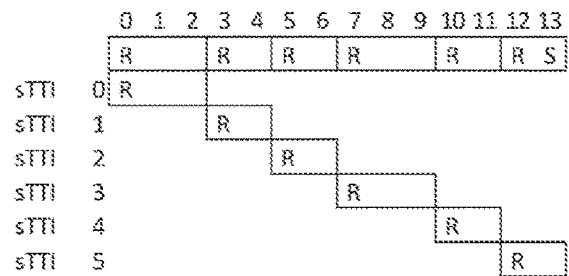 0 1 2 3 4 5 6 7 8 9 10 11 12 13
R R R R R R S
sTTI 0 R
sTTI 1 R
sTTI 2 R
sTTI 3 R
sTTI 4 R
sTTI 5 R